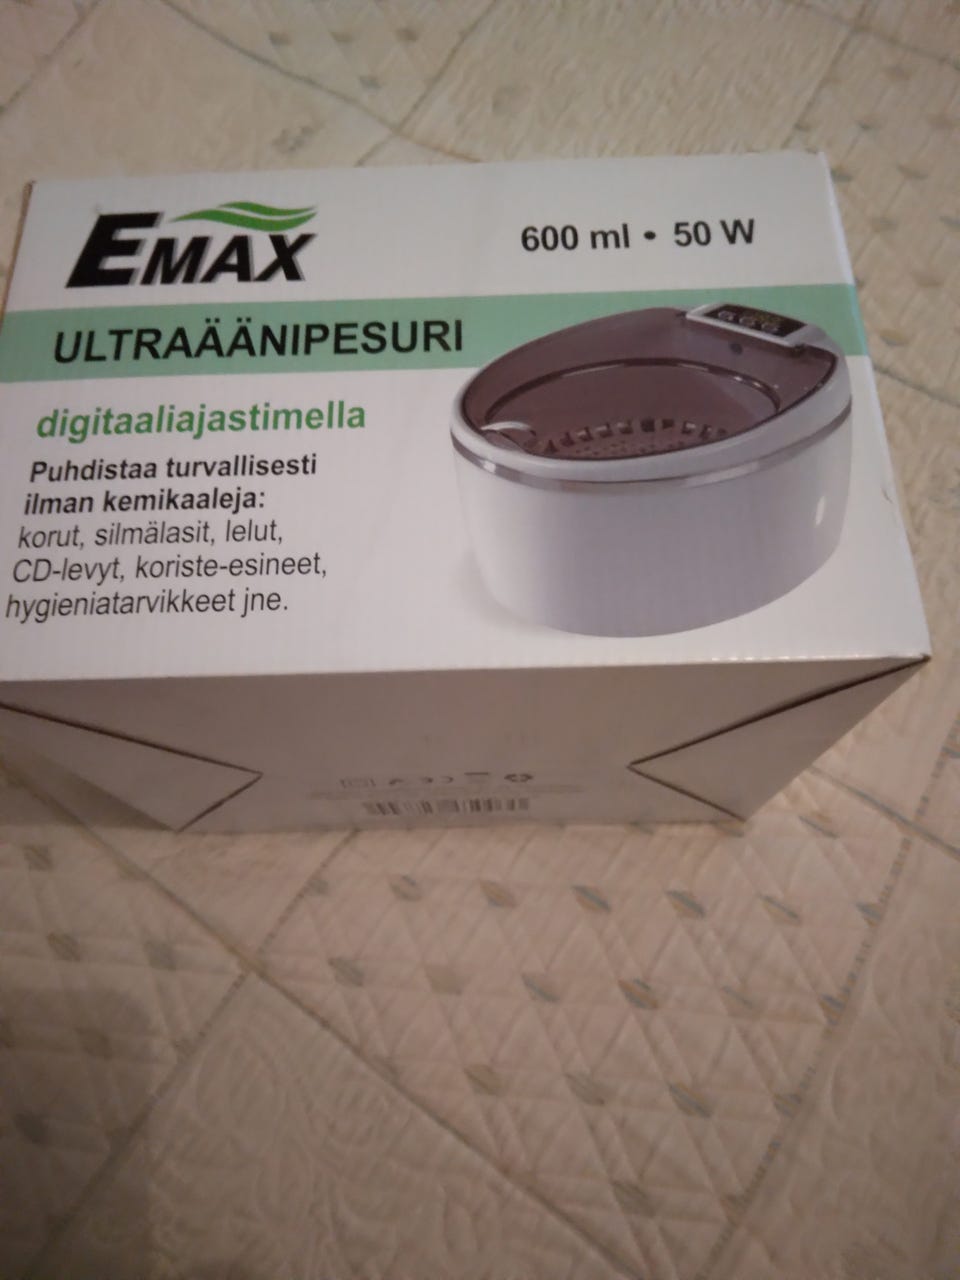 EMAX
600 ml • 50 W
ULTRAÄÄNIPESURI
digitaaliajastimella
Puhdistaa turvallisesti
ilman kemikaaleja:
korut, silmälasit, lelut,
CD-levyt, koriste-esineet,
hygieniatarvikkeet jne.